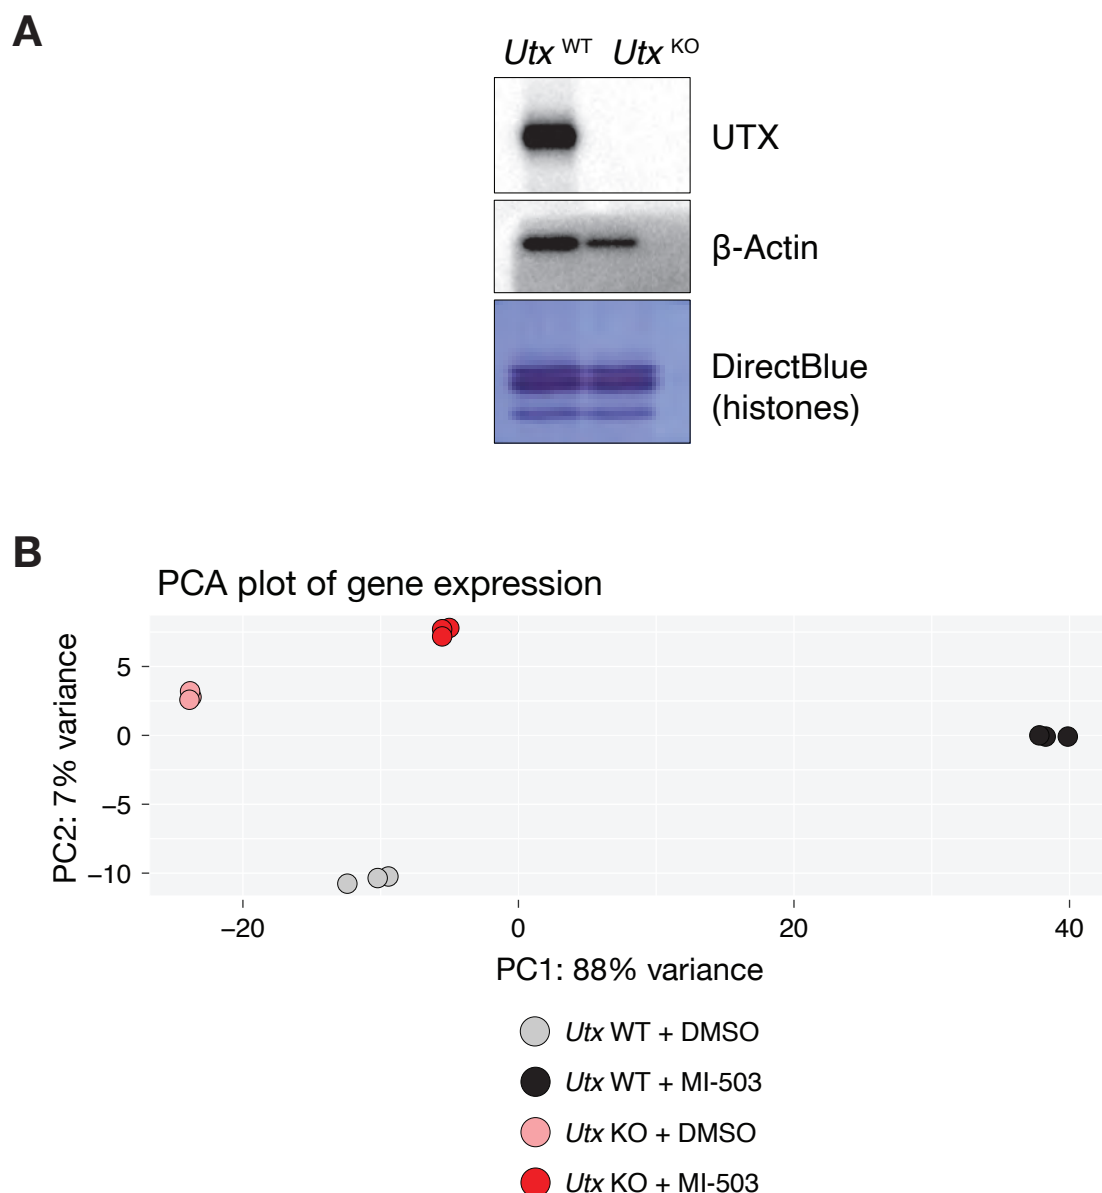 A
Utx WT Utx KO
UTX
β-Actin
DirectBlue
(histones)
B
PCA plot of gene expression
PC2: 7% variance
5
0
−5
−10
−20 0 20 40
PC1: 88% variance
Utx WT + DMSO
Utx WT + MI-503
Utx KO + DMSO
Utx KO + MI-503